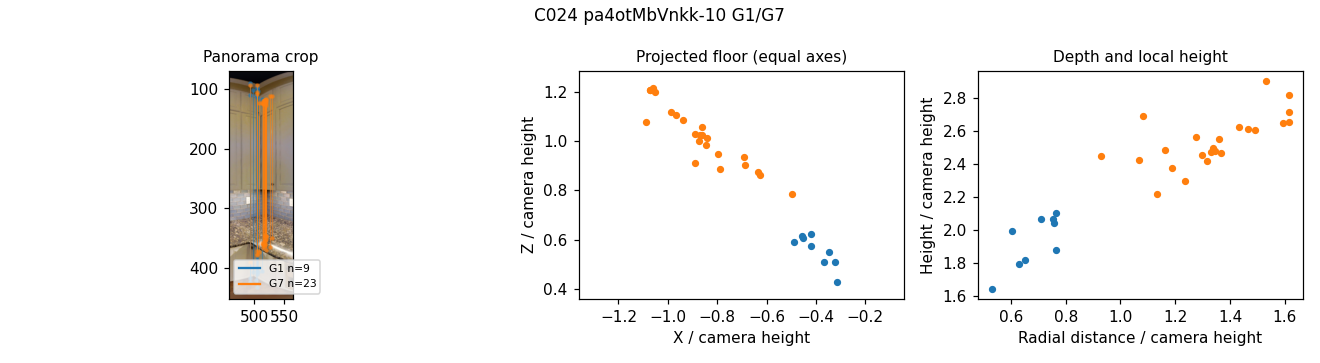 C024 pa4otMbVnkk-10 G1/G7
Panorama crop
100
200
300
400
500 550
G1 n=9
G7 n=23
Projected floor (equal axes)
Z / camera height
1.2
1.0
0.8
0.6
0.4
−1.2 −1.0 −0.8 −0.6 −0.4 −0.2
X / camera height
Depth and local height
Height / camera height
2.8
2.6
2.4
2.2
2.0
1.8
1.6
0.6 0.8 1.0 1.2 1.4 1.6
Radial distance / camera height